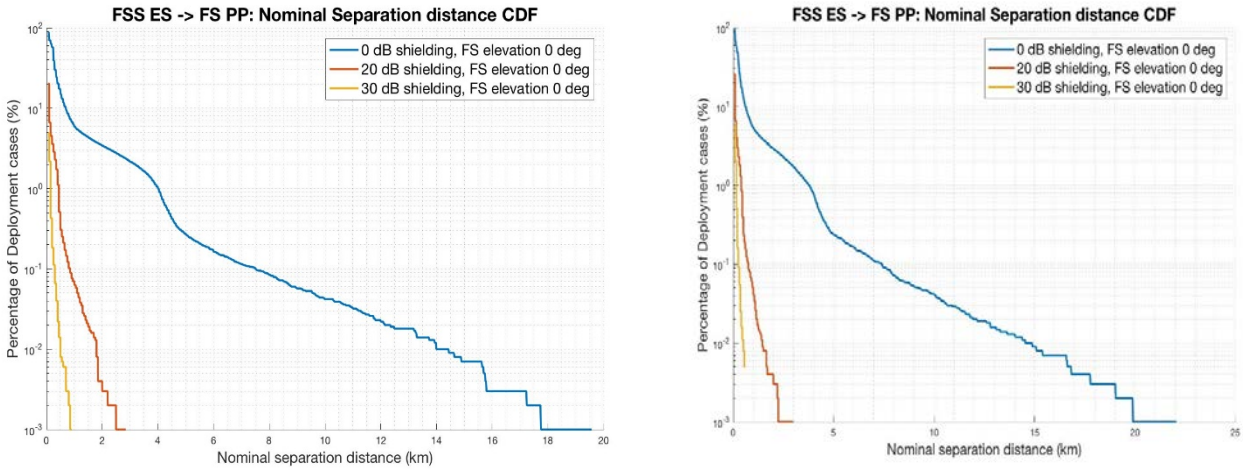 FSS ES -> FS PP: Nominal Separation distance CDF
0 dB shielding, FS elevation 0 deg
20 dB shielding, FS elevation 0 deg
30 dB shielding, FS elevation 0 deg
Percentage of Deployment cases (%)
10^2
10^1
10^0
10^-1
10^-2
10^-3
0 2 4 6 8 10 12 14 16 18 20
Nominal separation distance (km)
FSS ES -> FS PP: Nominal Separation distance CDF
0 dB shielding, FS elevation 0 deg
20 dB shielding, FS elevation 0 deg
30 dB shielding, FS elevation 0 deg
Percentage of Deployment cases (%)
10^2
10^1
10^0
10^-1
10^-2
10^-3
0 5 10 15 20 25
Nominal separation distance (km)